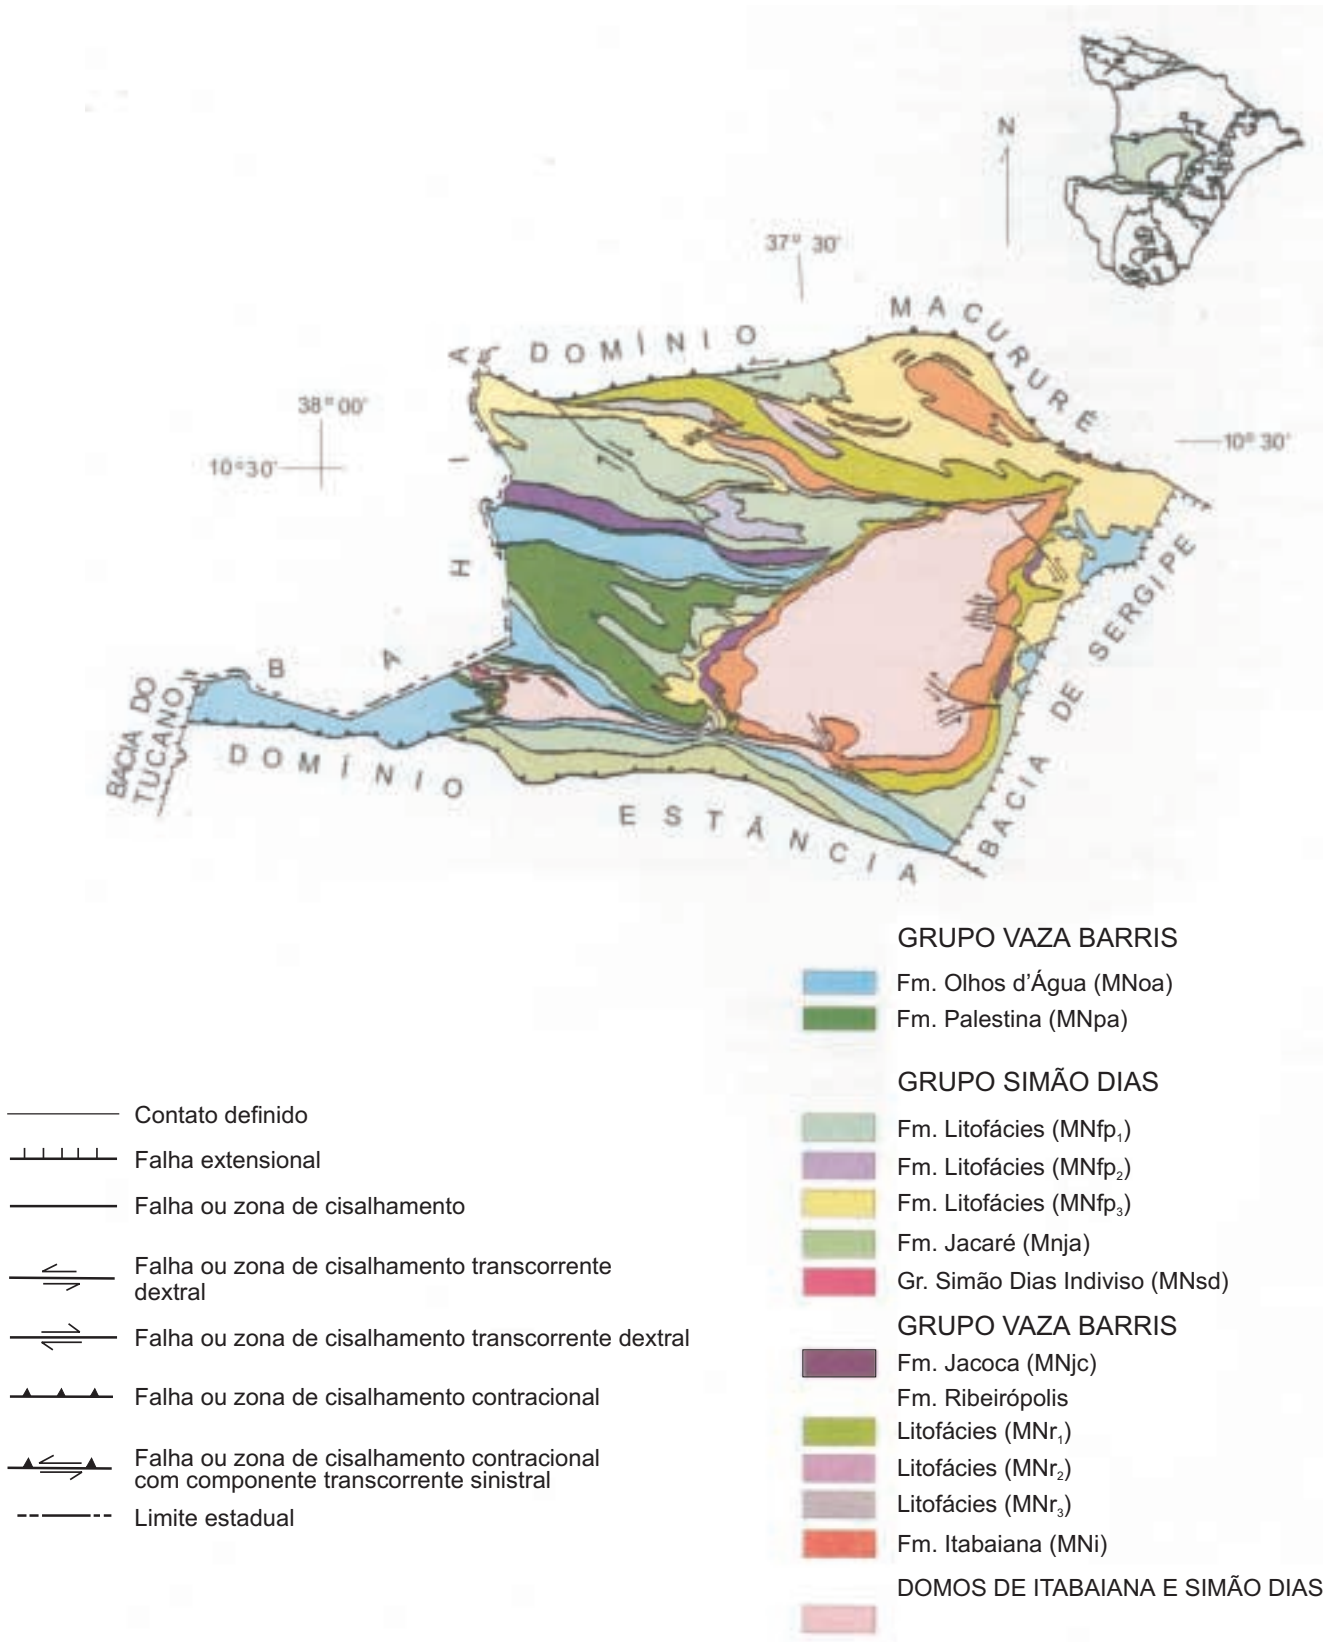 N
37º 30'
DOMÍNIO MACURURÉ
38º 00'
10º 30'
10º 30'
BAHIA
BACIA DE SERGIPE
BACIA DO
TUCANO
DOMÍNIO ESTÂNCIA
GRUPO VAZA BARRIS
Fm. Olhos d'Água (MNoa)
Fm. Palestina (MNpa)
GRUPO SIMÃO DIAS
Fm. Litofácies (MNfp₁)
Fm. Litofácies (MNfp₂)
Fm. Litofácies (MNfp₃)
Fm. Jacaré (Mnja)
Gr. Simão Dias Indiviso (MNsd)
GRUPO VAZA BARRIS
Fm. Jacoca (MNjc)
Fm. Ribeirópolis
Litofácies (MNr₁)
Litofácies (MNr₂)
Litofácies (MNr₃)
Fm. Itabaiana (MNi)
DOMOS DE ITABAIANA E SIMÃO DIAS
Contato definido
Falha extensional
Falha ou zona de cisalhamento
Falha ou zona de cisalhamento transcorrente
dextral
Falha ou zona de cisalhamento transcorrente dextral
Falha ou zona de cisalhamento contracional
Falha ou zona de cisalhamento contracional
com componente transcorrente sinistral
Limite estadual